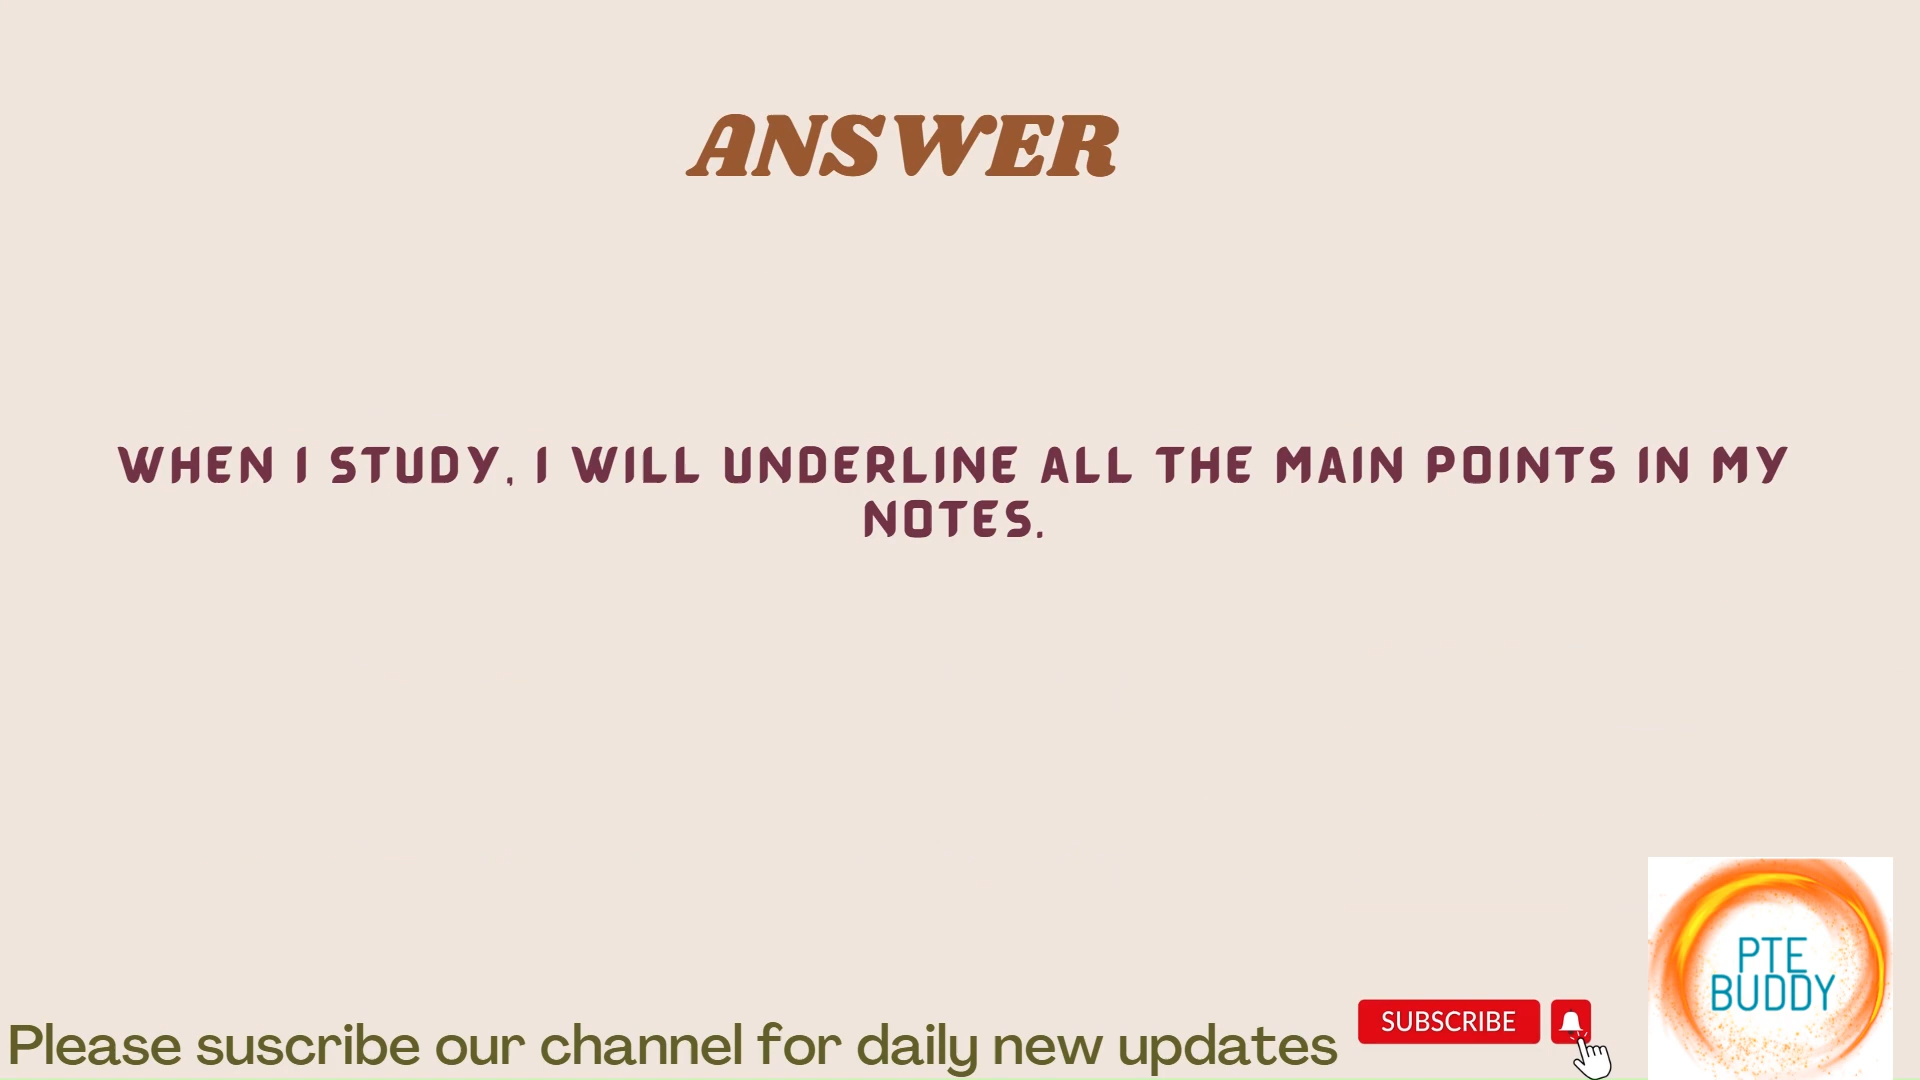 ANSWER
WHEN I STUDY, I WILL UNDERLINE ALL THE MAIN POINTS IN MY
NOTES.
Please suscribe our channel for daily new updates
SUBSCRIBE
PTE
BUDDY